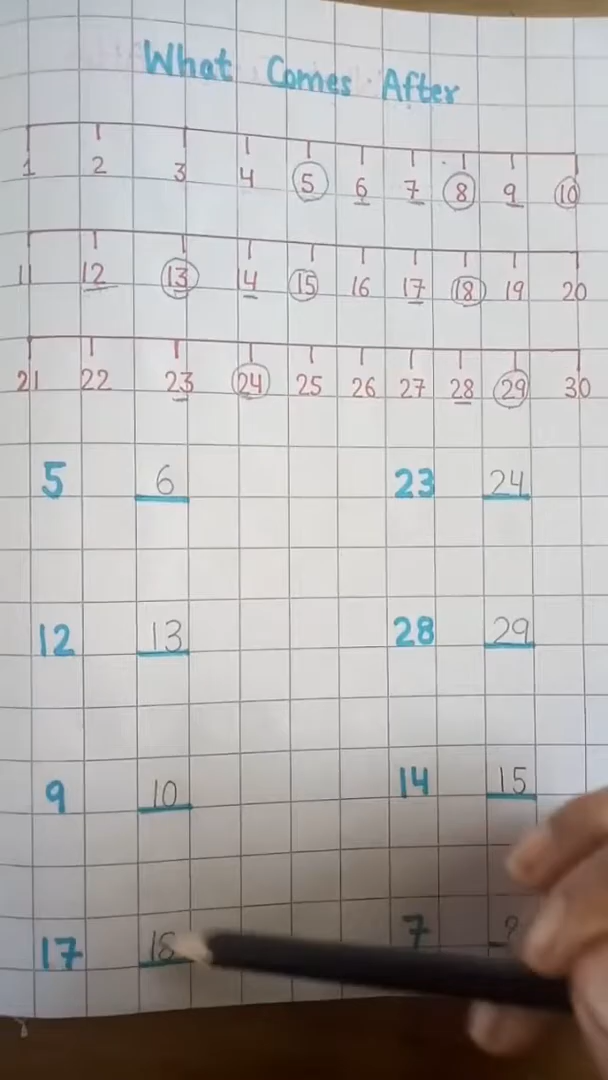 What Comes After
1 2 3 4 5 6 7 8 9 10
11 12 13 14 15 16 17 18 19 20
21 22 23 24 25 26 27 28 29 30
5 6 23 24
12 13 28 29
9 10 14 15
17 18 7